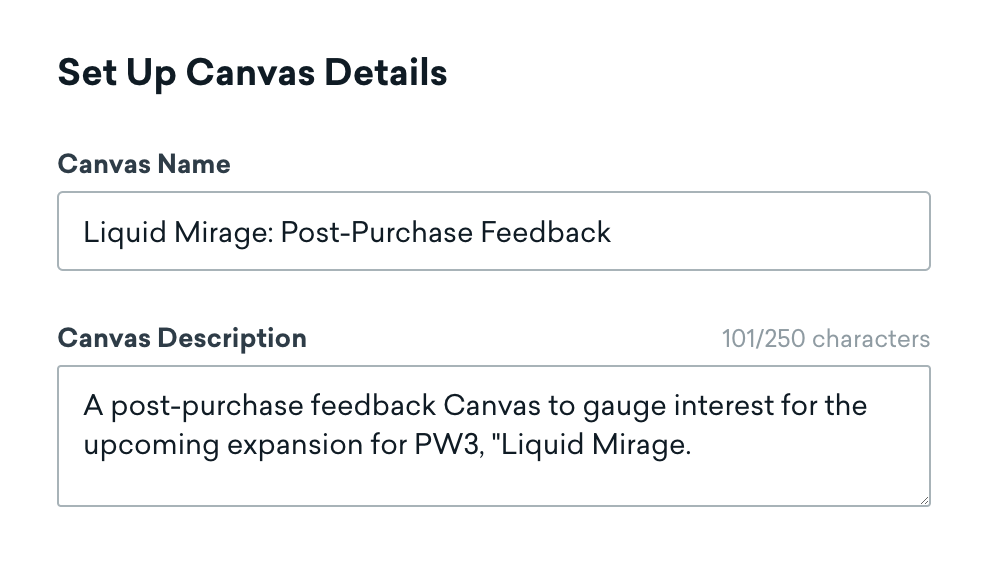 Set Up Canvas Details
Canvas Name
Liquid Mirage: Post-Purchase Feedback
Canvas Description
101/250 characters
A post-purchase feedback Canvas to gauge interest for the
upcoming expansion for PW3, "Liquid Mirage.